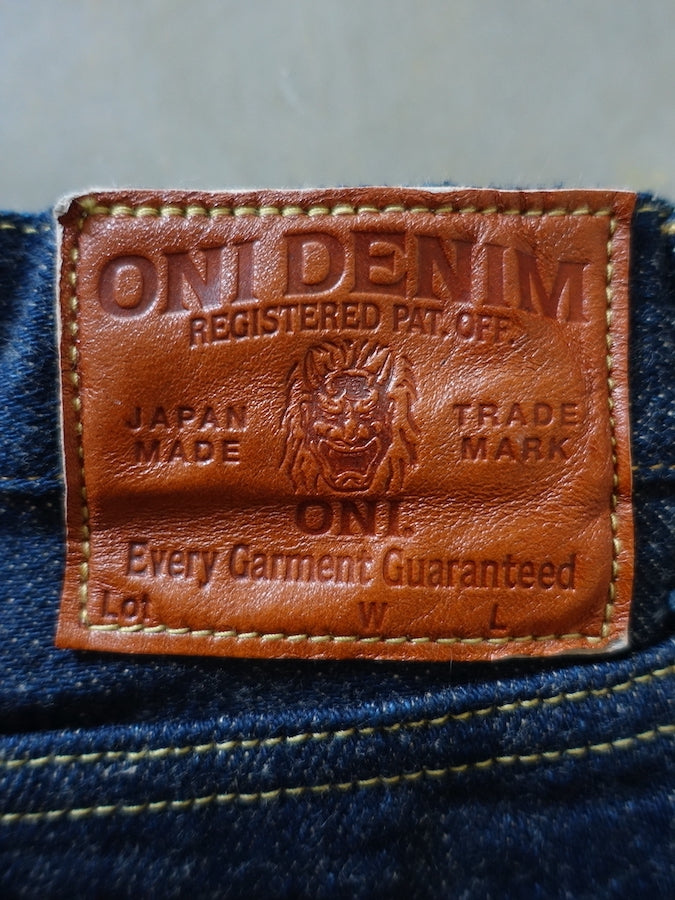 ONI DENIM
REGISTERED PAT. OFF.
JAPAN MADE
TRADE MARK
ONI.
Every Garment Guaranteed
Lot W L